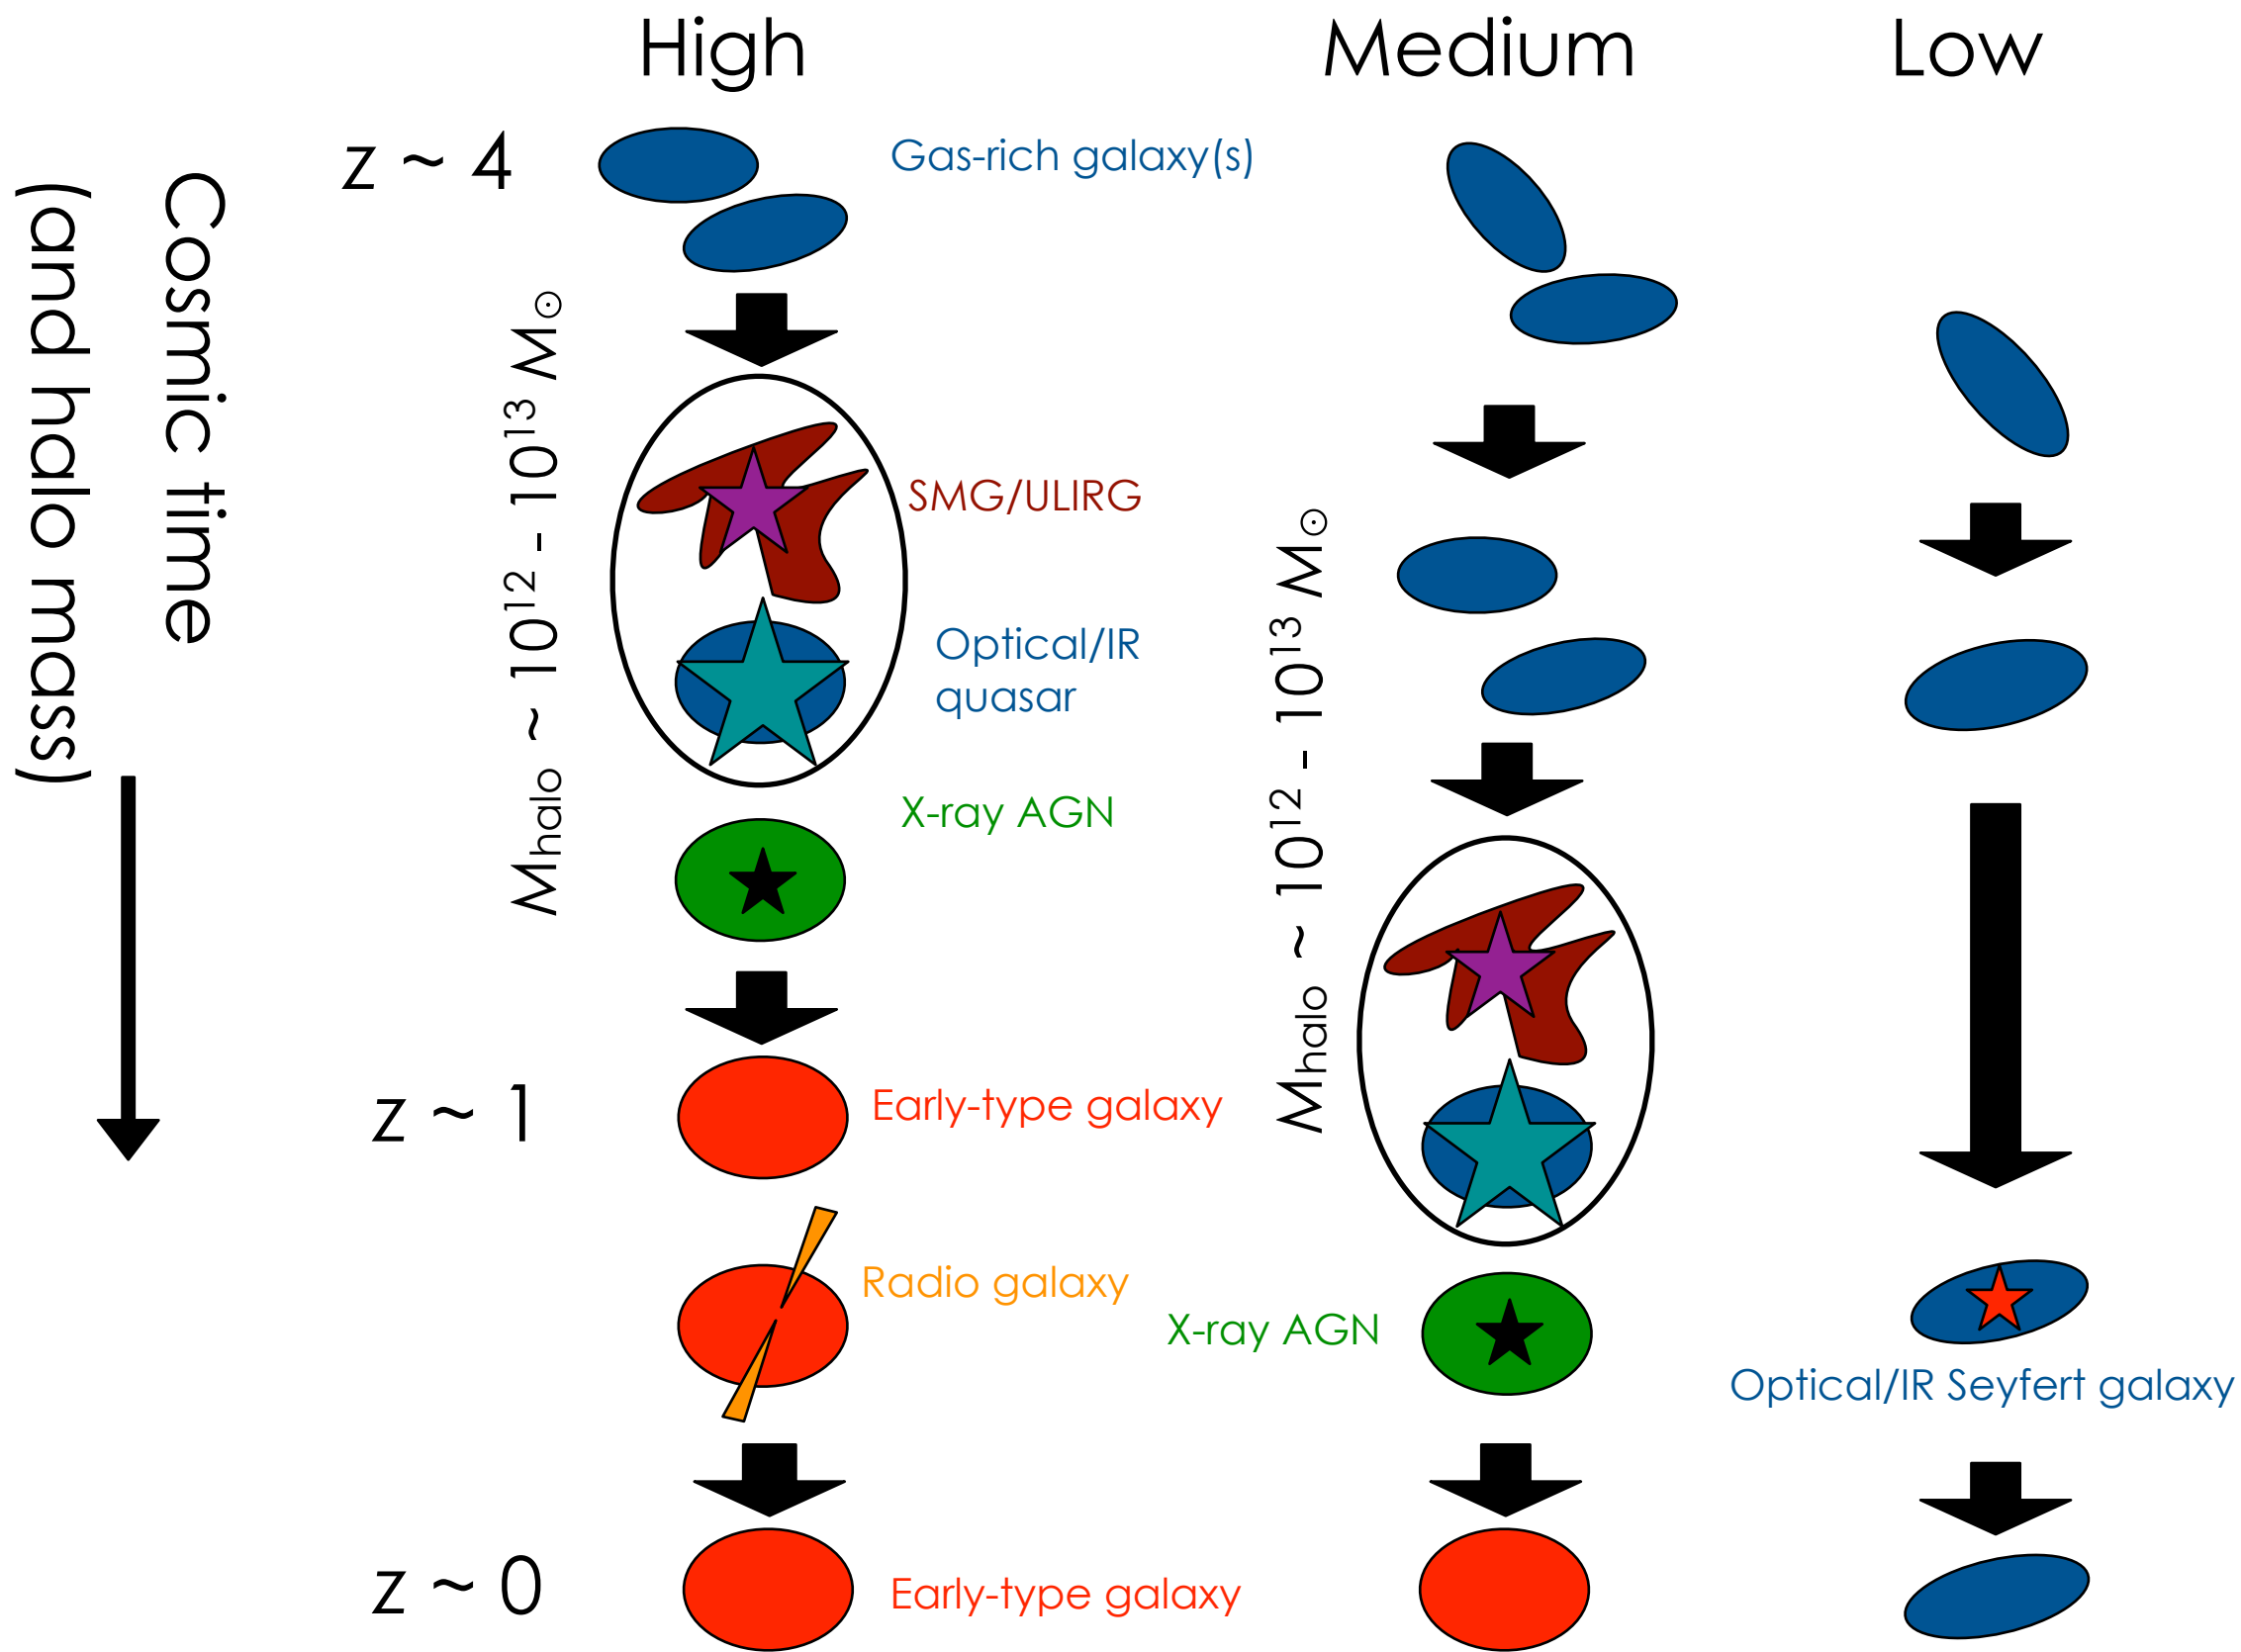 High
Medium
Low
Cosmic time
(and halo mass)
z ~ 4
Gas-rich galaxy(s)
Mhalo ~ 10¹² - 10¹³ M☉
SMG/ULIRG
Optical/IR
quasar
X-ray AGN
Mhalo ~ 10¹² - 10¹³ M☉
z ~ 1
Early-type galaxy
Radio galaxy
X-ray AGN
Optical/IR Seyfert galaxy
z ~ 0
Early-type galaxy